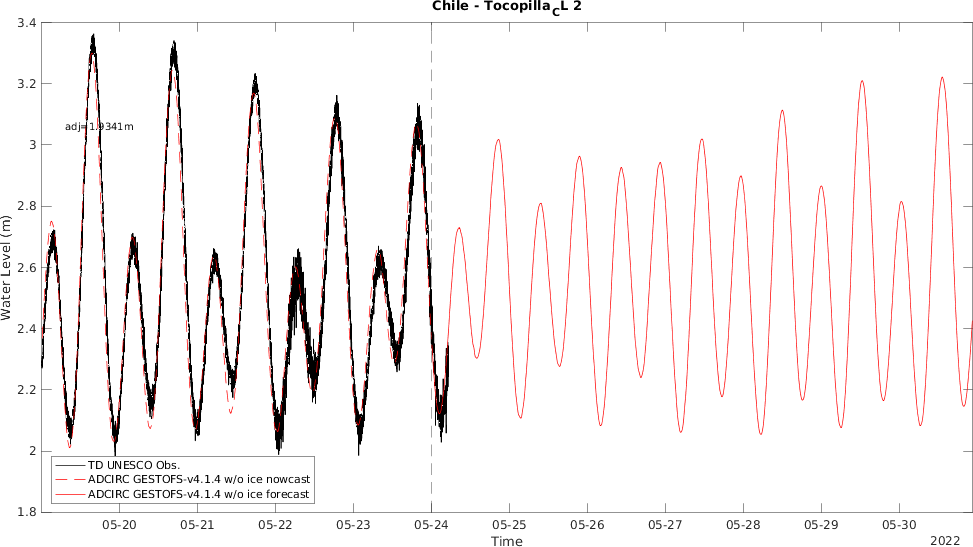 Chile - Tocopilla_CL 2
3.4
3.2
3
2.8
2.6
2.4
2.2
2
1.8
Water Level (m)
adj=1.9341m
TD UNESCO Obs.
ADCIRC GESTOFS-v4.1.4 w/o ice nowcast
ADCIRC GESTOFS-v4.1.4 w/o ice forecast
05-20 05-21 05-22 05-23 05-24 05-25 05-26 05-27 05-28 05-29 05-30
Time
2022